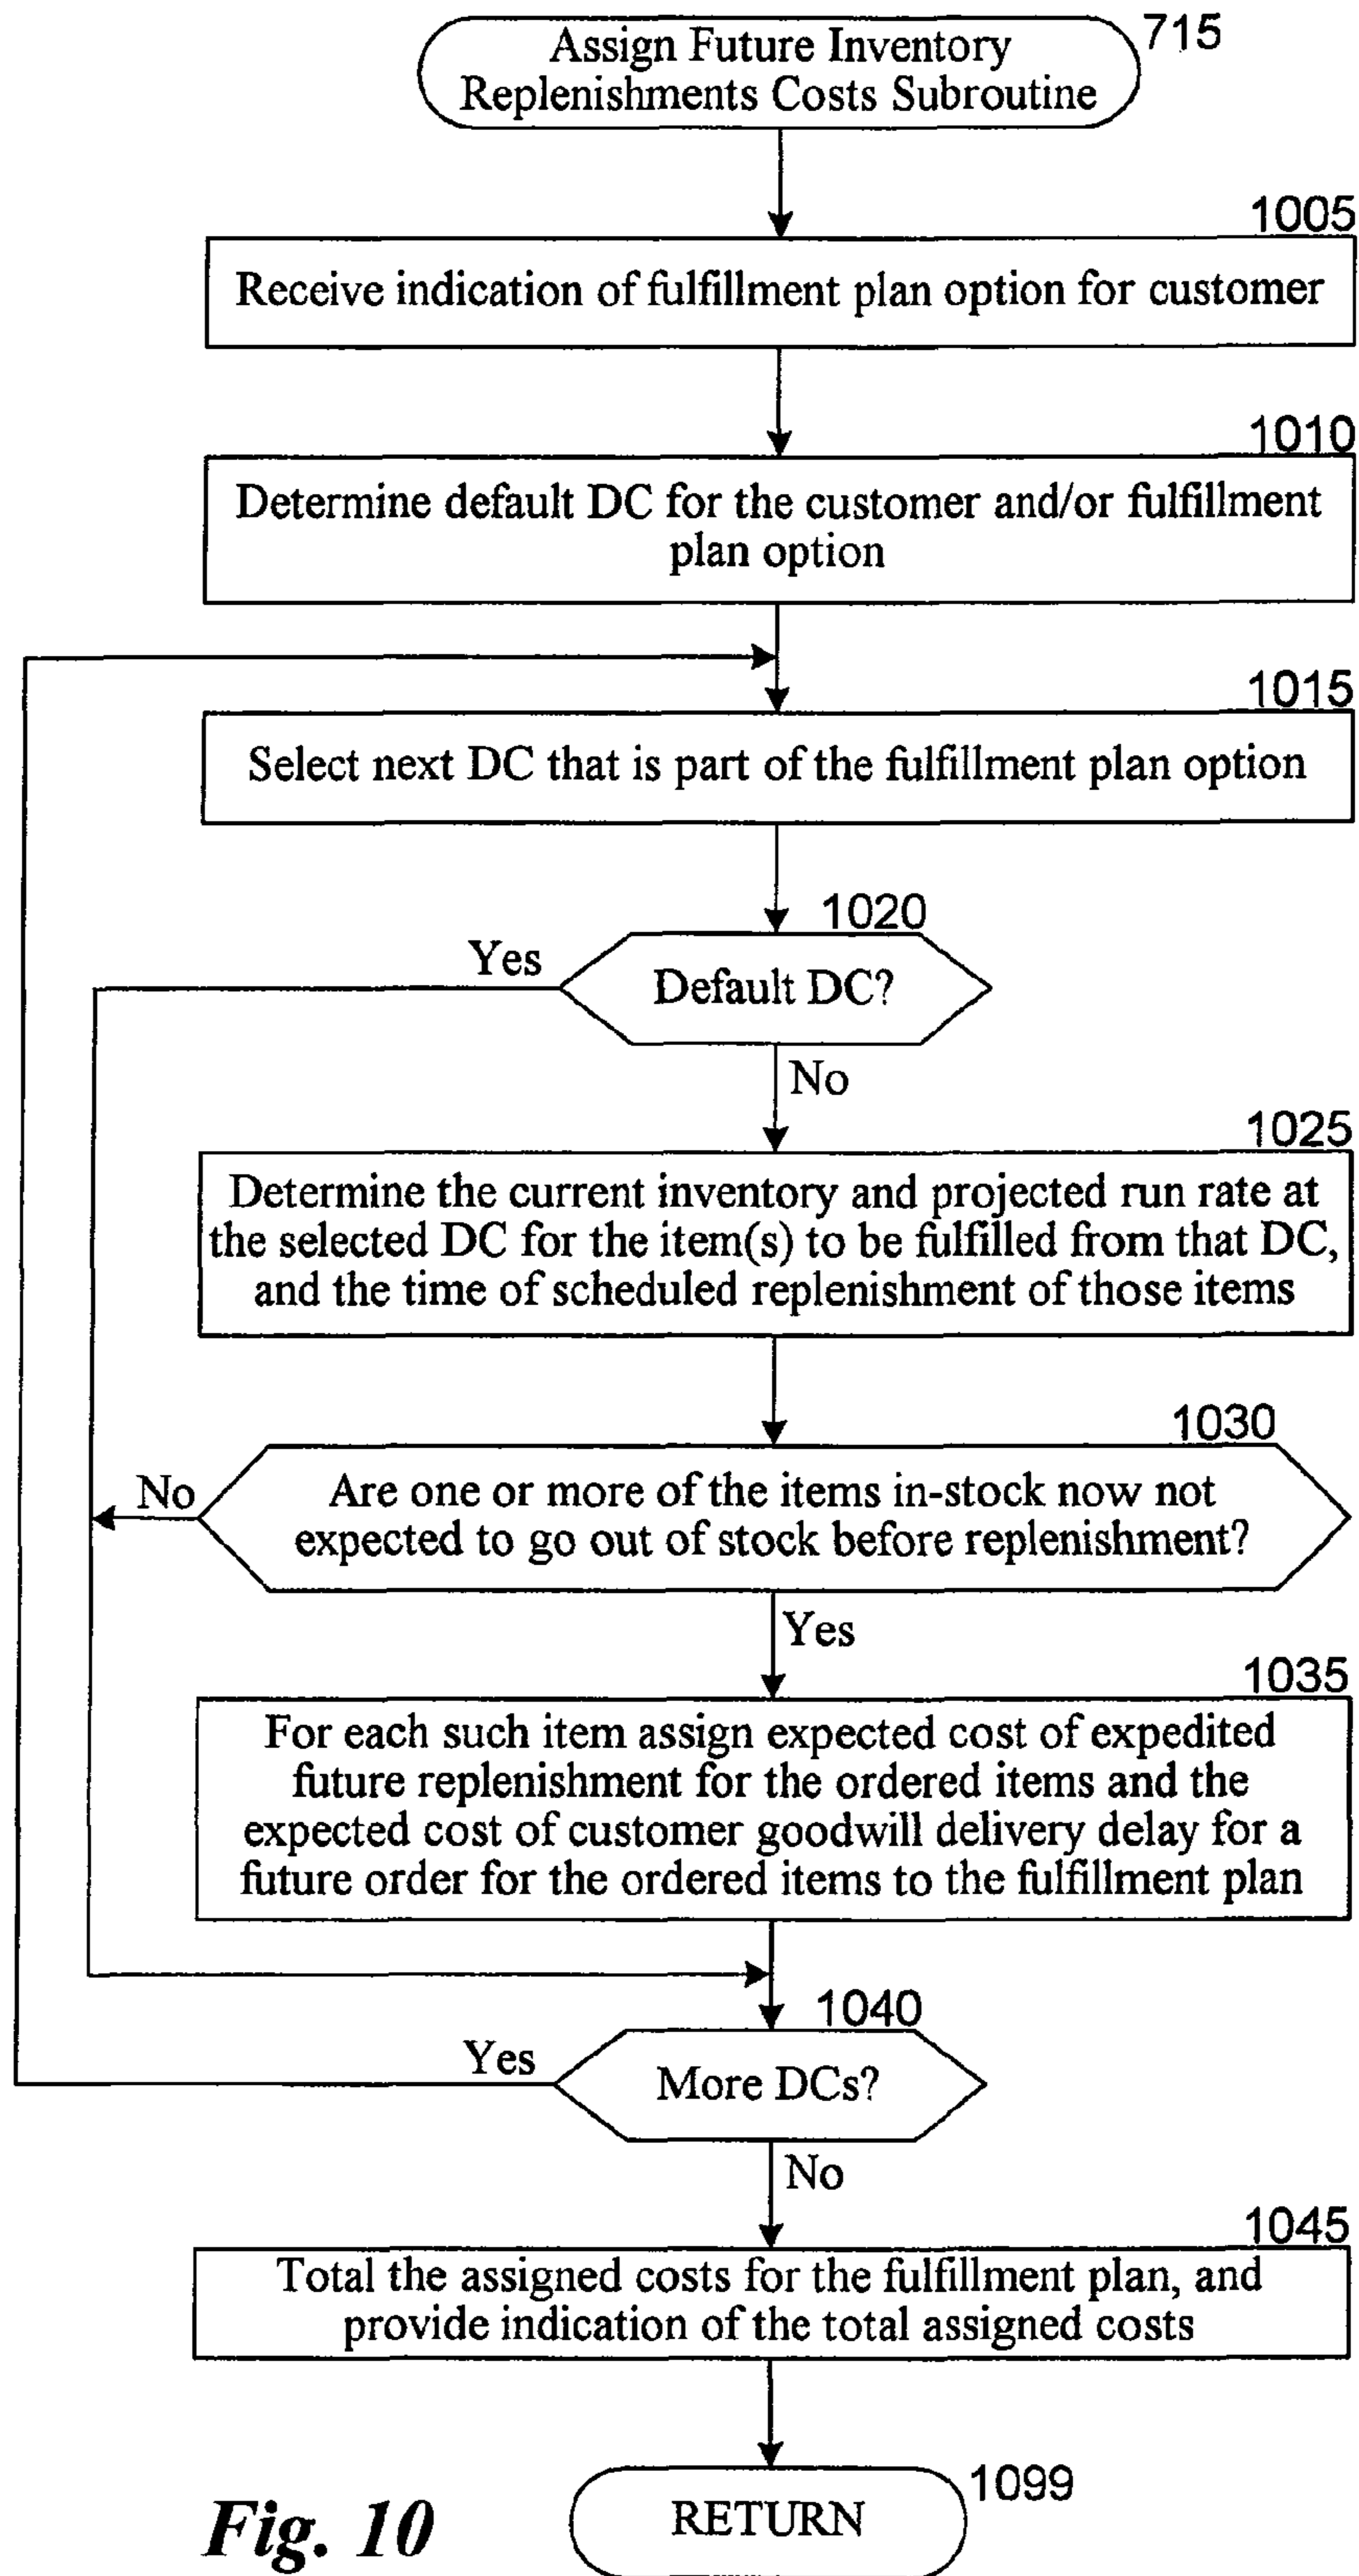 Assign Future Inventory
Replenishments Costs Subroutine
715
1005
Receive indication of fulfillment plan option for customer
1010
Determine default DC for the customer and/or fulfillment
plan option
1015
Select next DC that is part of the fulfillment plan option
1020
Yes
Default DC?
No
1025
Determine the current inventory and projected run rate at
the selected DC for the item(s) to be fulfilled from that DC,
and the time of scheduled replenishment of those items
1030
No
Are one or more of the items in-stock now not
expected to go out of stock before replenishment?
Yes
1035
For each such item assign expected cost of expedited
future replenishment for the ordered items and the
expected cost of customer goodwill delivery delay for a
future order for the ordered items to the fulfillment plan
1040
Yes
More DCs?
No
1045
Total the assigned costs for the fulfillment plan, and
provide indication of the total assigned costs
1099
RETURN
Fig. 10